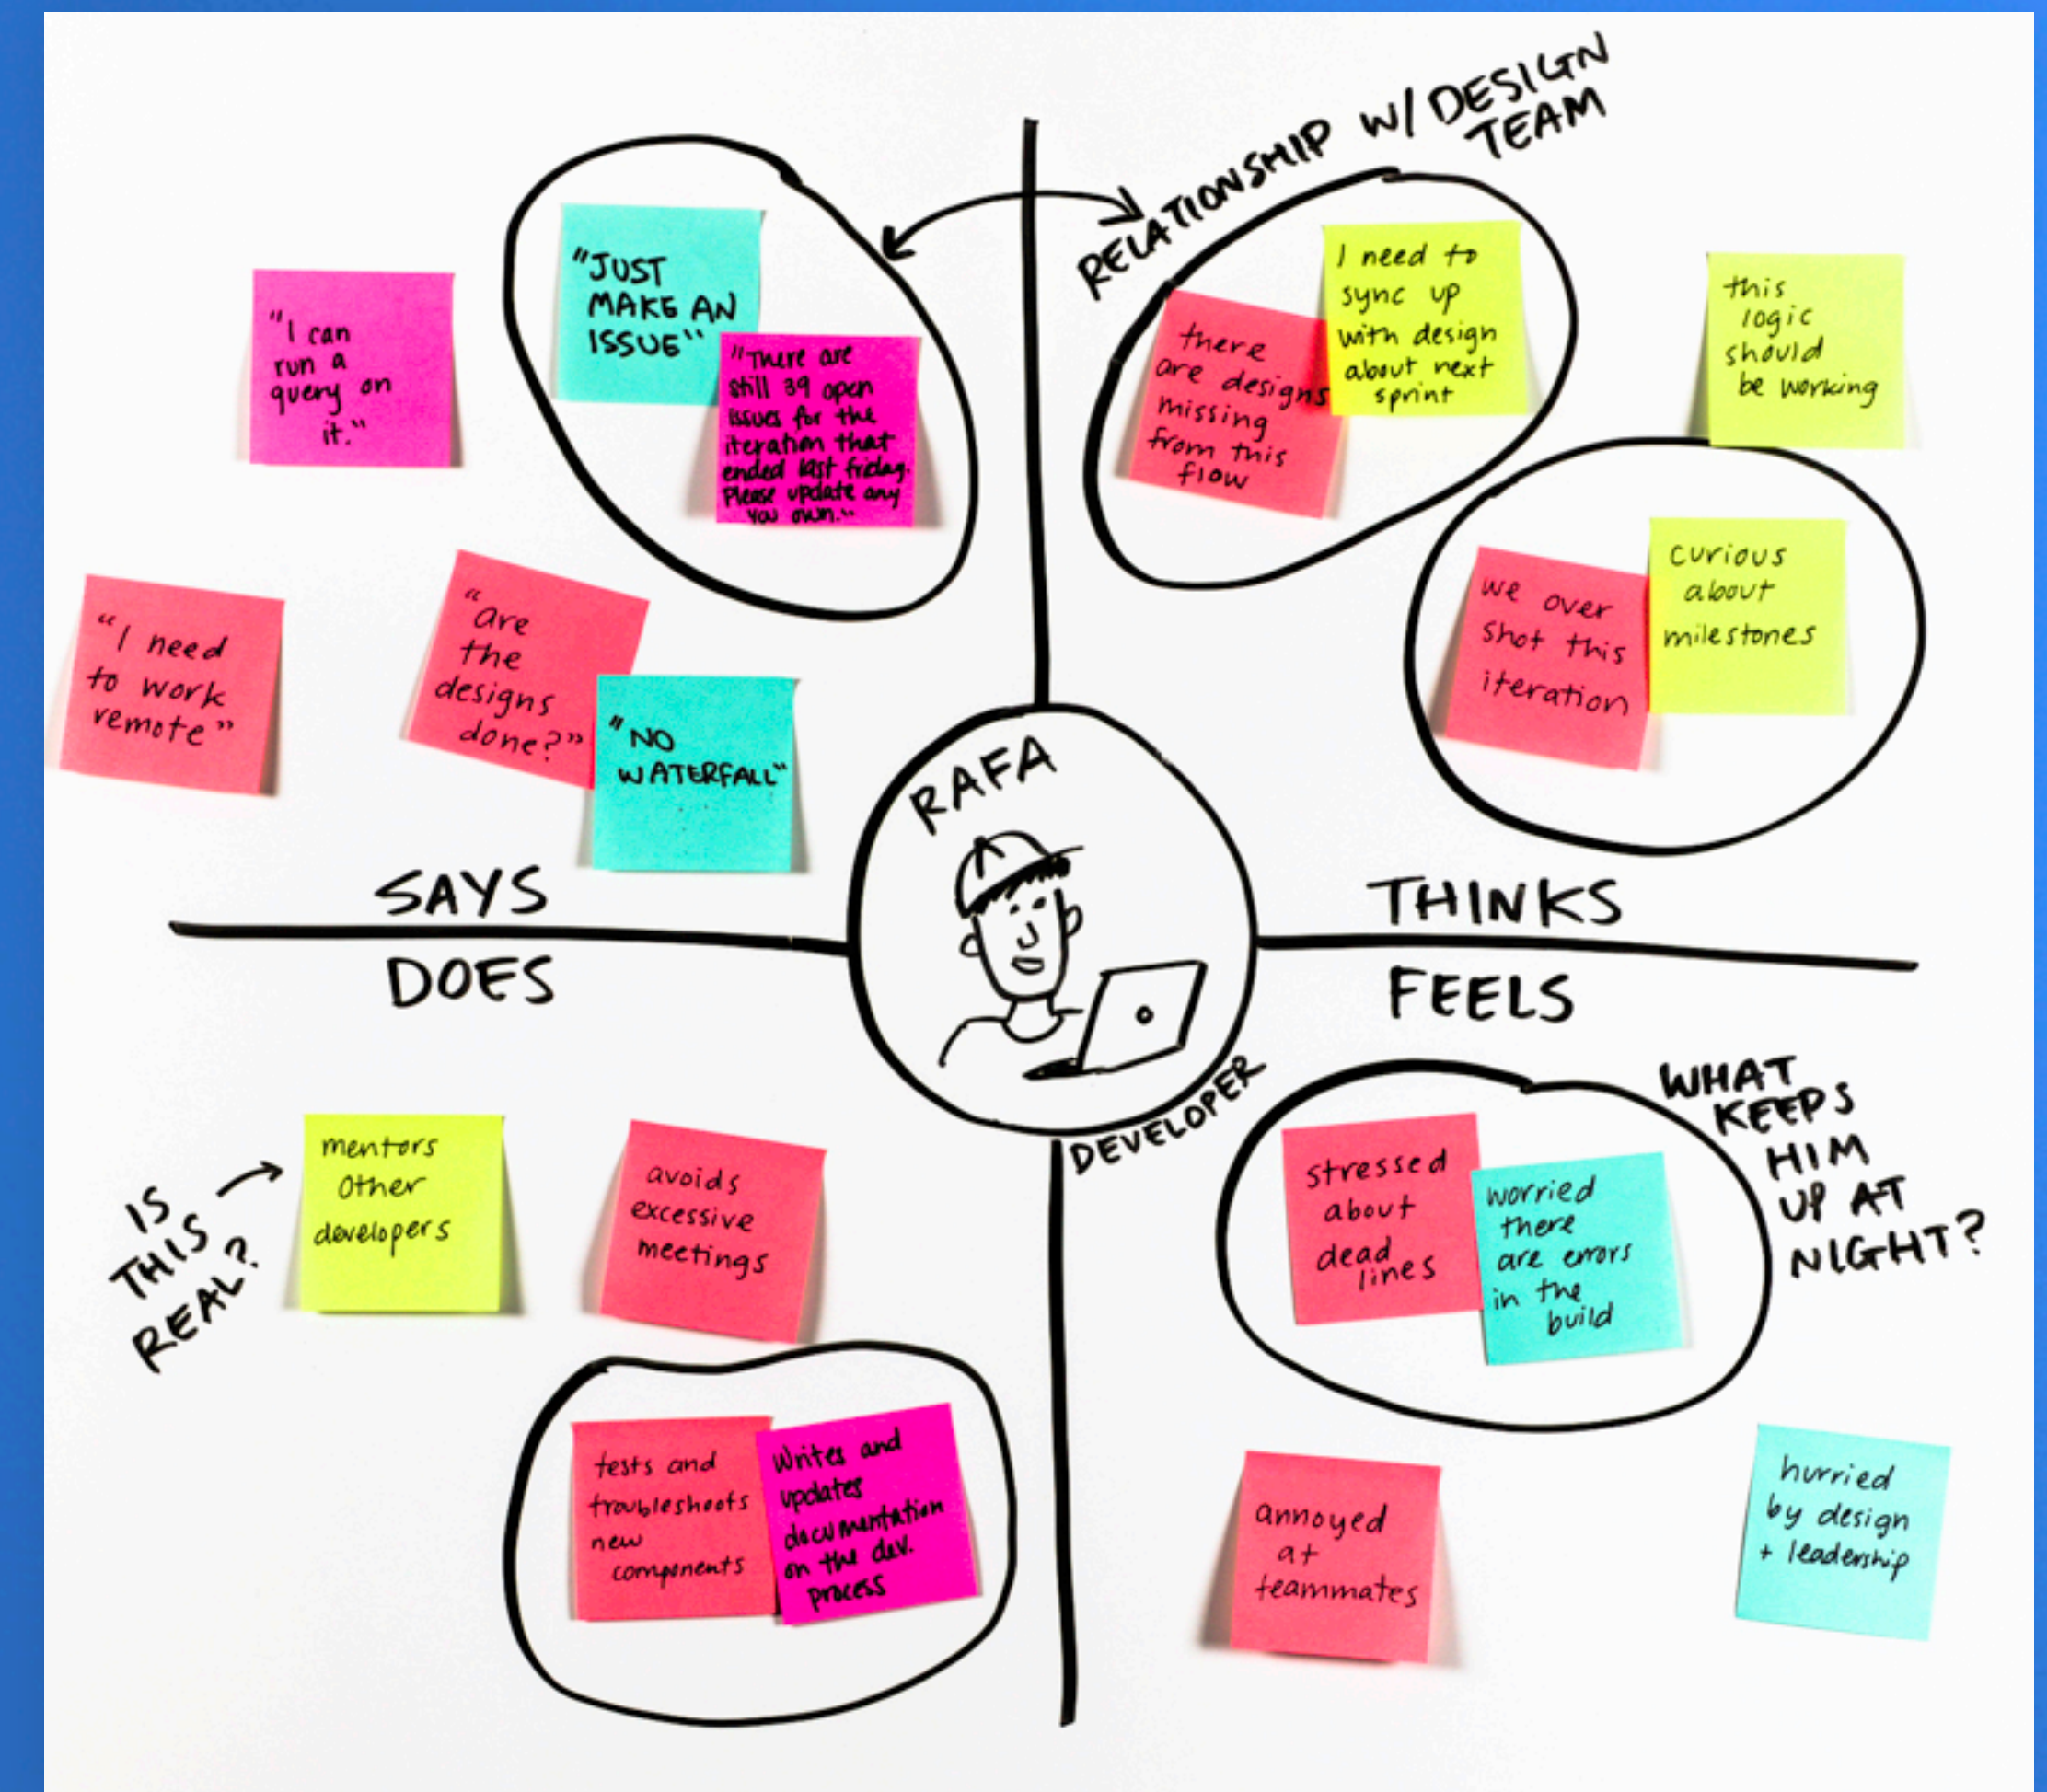 RELATIONSHIP W/ DESIGN
TEAM
"I can
run a
query on
it."
"JUST
MAKE AN
ISSUE"
"There are
still 39 open
issues for the
iteration that
ended last friday.
Please update any
you own."
"I need
to work
remote"
"are
the
designs
done?"
"NO
WATERFALL"
SAYS
there
are designs
missing
from this
flow
I need to
sync up
with design
about next
sprint
this
logic
should
be working
we over
shot this
iteration
curious
about
milestones
THINKS
RAFA
DEVELOPER
DOES
IS
THIS
REAL?
mentors
other
developers
avoids
excessive
meetings
tests and
troubleshoots
new
components
Writes and
updates
documentation
on the dev.
process
FEELS
stressed
about
dead
lines
worried
there
are errors
in the
build
WHAT
KEEPS
HIM
UP AT
NIGHT?
annoyed
at
teammates
hurried
by design
+ leadership